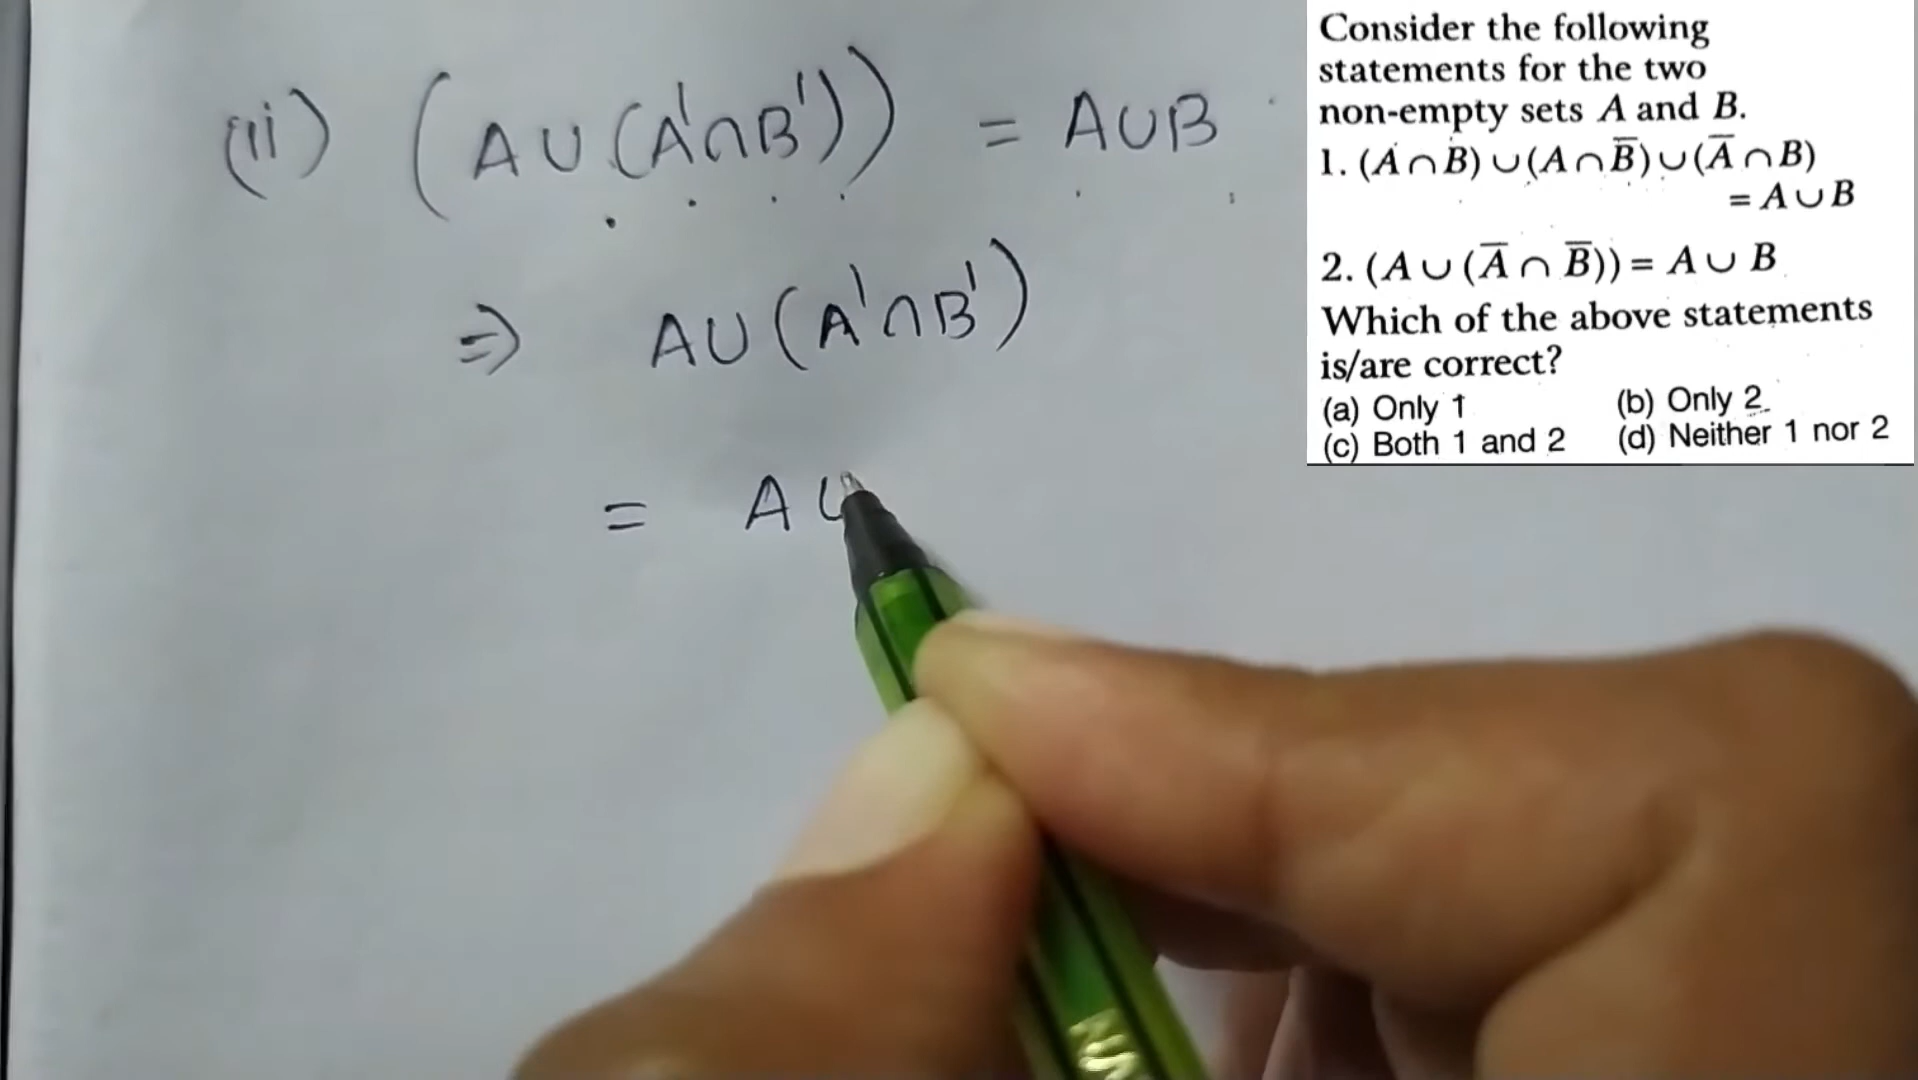 (ii) (A∪(A'∩B')) = A∪B
⇒ A∪(A'∩B')
= A ∪
Consider the following
statements for the two
non-empty sets A and B.
1. (A ∩ B) ∪ (A ∩ B̅) ∪ (A̅ ∩ B)
= A ∪ B
2. (A ∪ (A̅ ∩ B̅)) = A ∪ B
Which of the above statements
is/are correct?
(a) Only 1 (b) Only 2
(c) Both 1 and 2 (d) Neither 1 nor 2